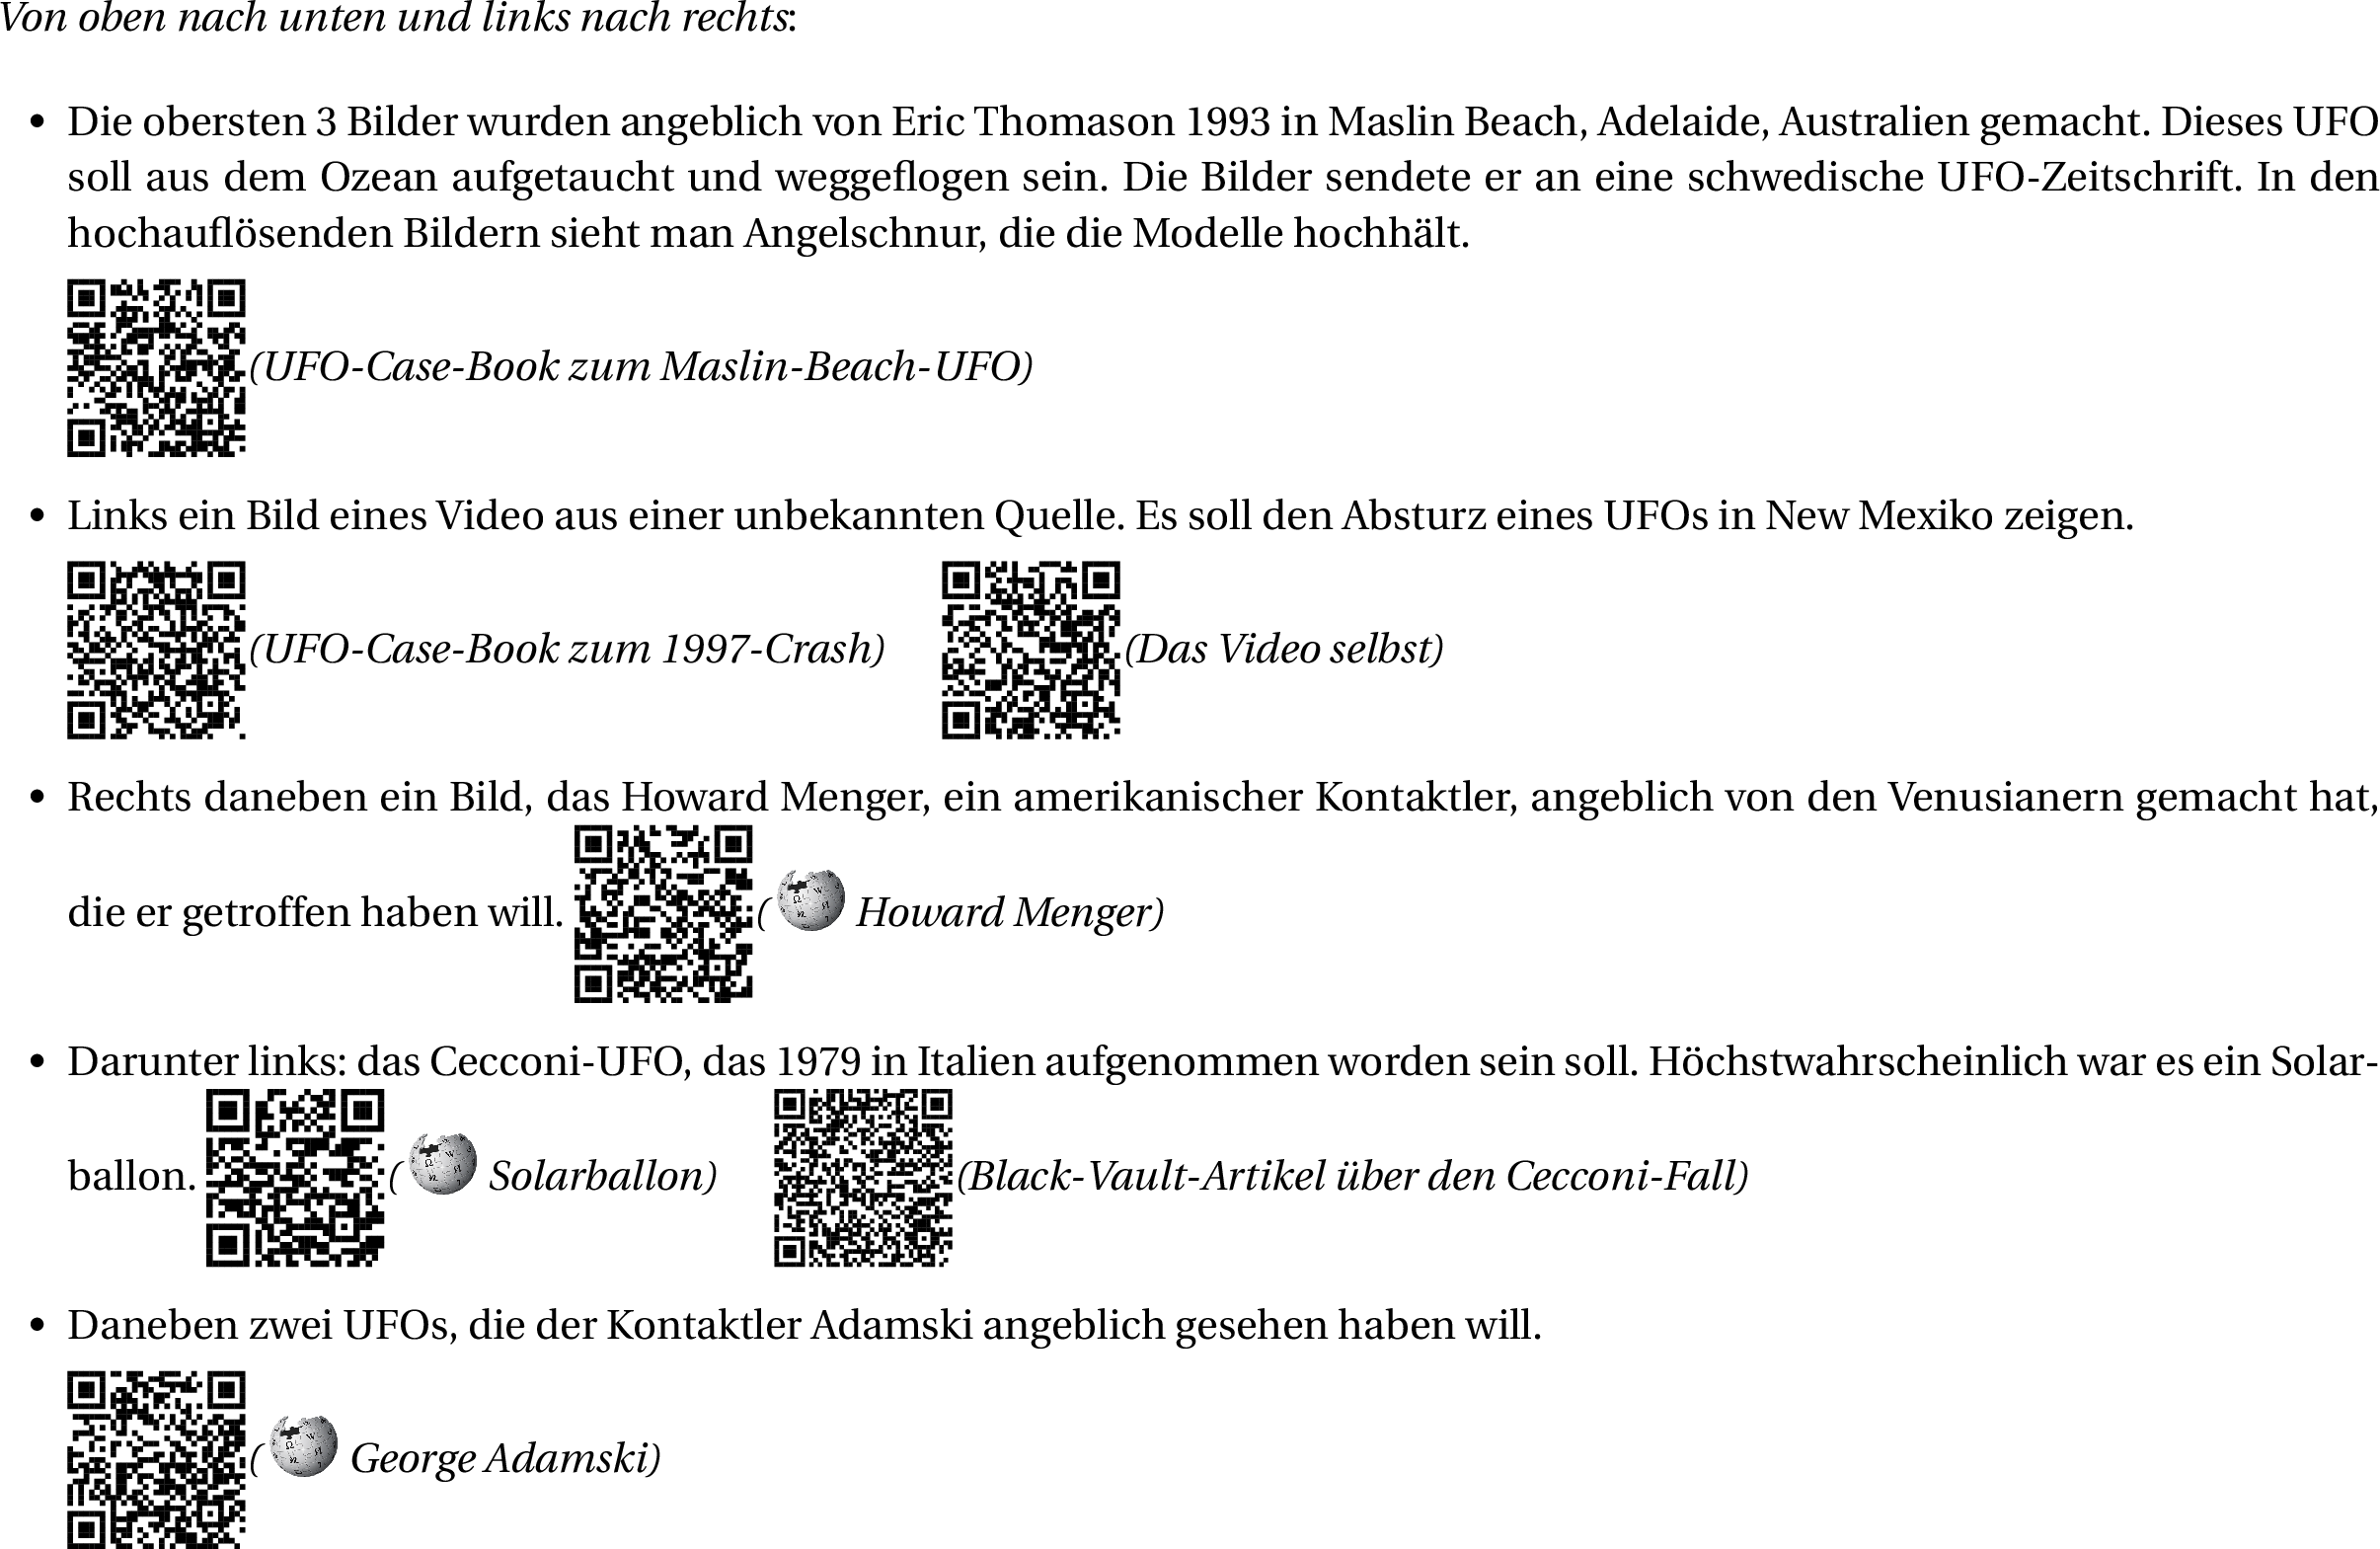 Von oben nach unten und links nach rechts:
• Die obersten 3 Bilder wurden angeblich von Eric Thomason 1993 in Maslin Beach, Adelaide, Australien gemacht. Dieses UFO
soll aus dem Ozean aufgetaucht und weggeflogen sein. Die Bilder sendete er an eine schwedische UFO-Zeitschrift. In den
hochauflösenden Bildern sieht man Angelschnur, die die Modelle hochhält.
(UFO-Case-Book zum Maslin-Beach-UFO)
• Links ein Bild eines Video aus einer unbekannten Quelle. Es soll den Absturz eines UFOs in New Mexiko zeigen.
(UFO-Case-Book zum 1997-Crash) (Das Video selbst)
• Rechts daneben ein Bild, das Howard Menger, ein amerikanischer Kontaktler, angeblich von den Venusianern gemacht hat,
die er getroffen haben will. ( Howard Menger)
• Darunter links: das Cecconi-UFO, das 1979 in Italien aufgenommen worden sein soll. Höchstwahrscheinlich war es ein Solar-
ballon. ( Solarballon) (Black-Vault-Artikel über den Cecconi-Fall)
• Daneben zwei UFOs, die der Kontaktler Adamski angeblich gesehen haben will.
( George Adamski)